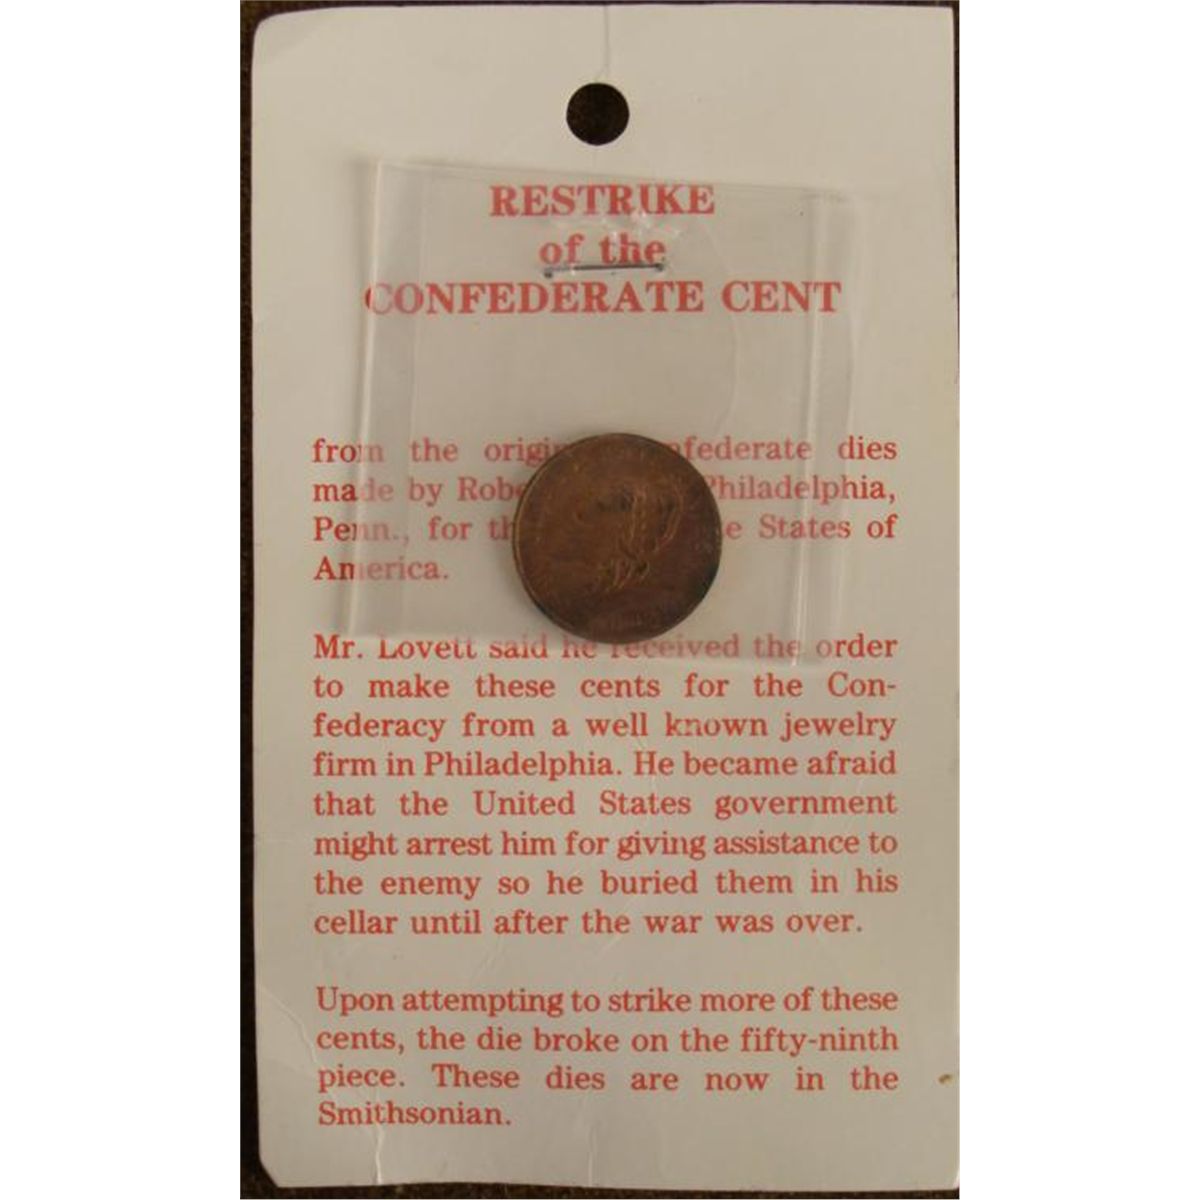 RESTRIKE
of the
CONFEDERATE CENT
from the dies
made by Philadelphia,
Penn., for States of
America.
Mr. Lovett said he received the order
to make these cents for the Con-
federacy from a well known jewelry
firm in Philadelphia. He became afraid
that the United States government
might arrest him for giving assistance to
the enemy so he buried them in his
cellar until after the war was over.
Upon attempting to strike more of these
cents, the die broke on the fifty-ninth
piece. These dies are now in the
Smithsonian.